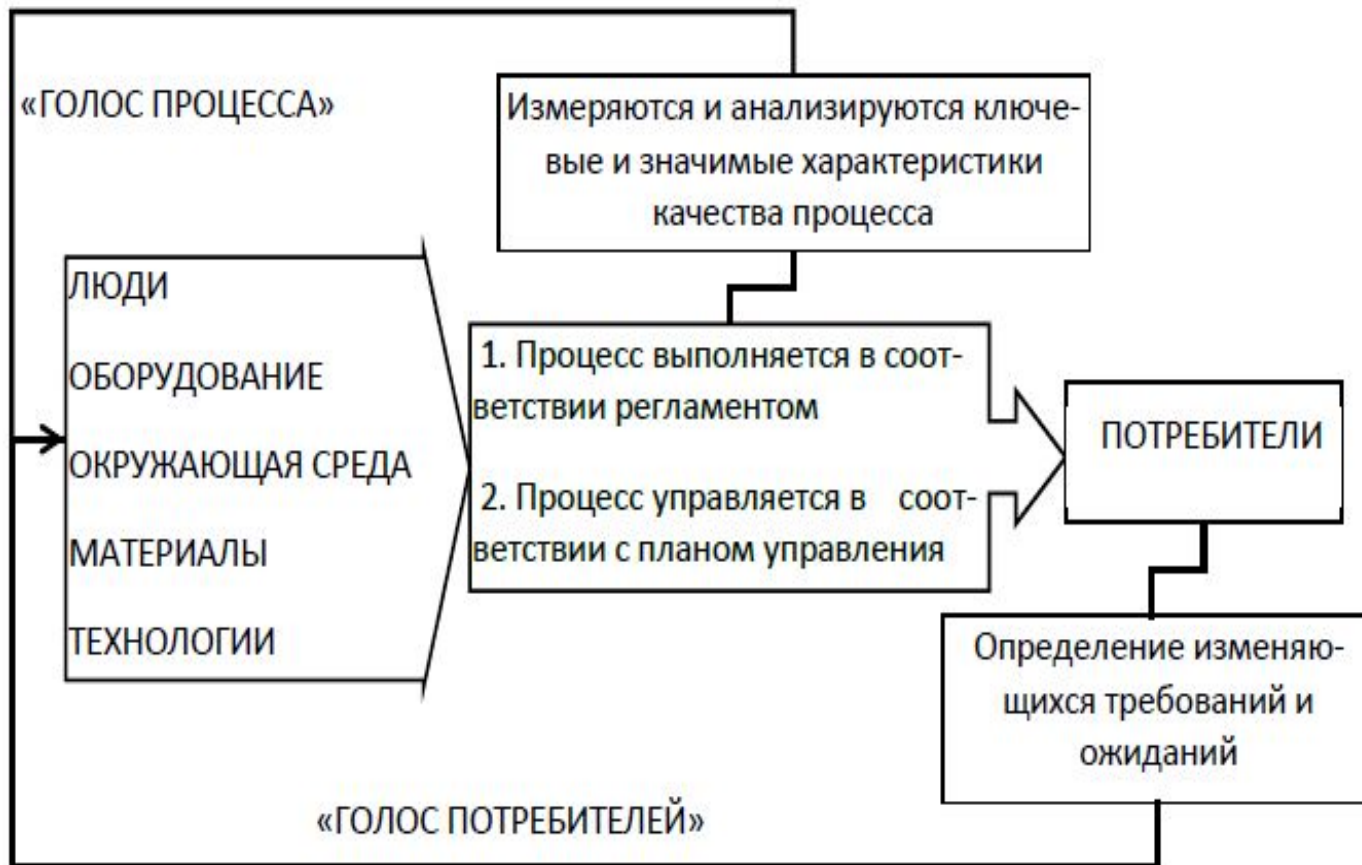 «ГОЛОС ПРОЦЕССА»
Измеряются и анализируются ключе-
вые и значимые характеристики
качества процесса
ЛЮДИ
ОБОРУДОВАНИЕ
ОКРУЖАЮЩАЯ СРЕДА
МАТЕРИАЛЫ
ТЕХНОЛОГИИ
1. Процесс выполняется в соот-
ветствии регламентом
2. Процесс управляется в соот-
ветствии с планом управления
ПОТРЕБИТЕЛИ
Определение изменяю-
щихся требований и
ожиданий
«ГОЛОС ПОТРЕБИТЕЛЕЙ»